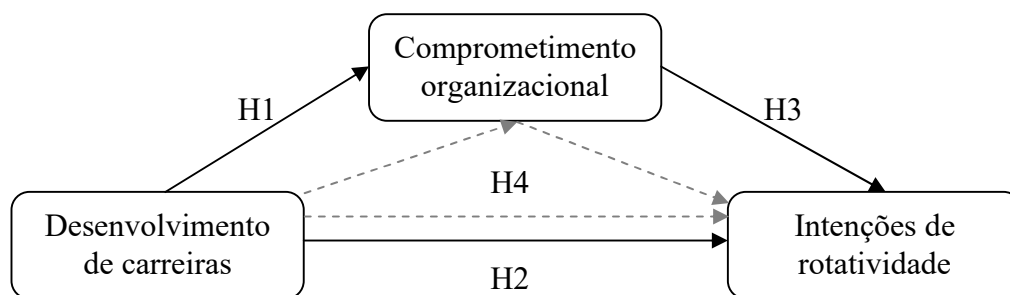 Comprometimento
organizacional
H1
H3
H4
Desenvolvimento
de carreiras
Intenções de
rotatividade
H2